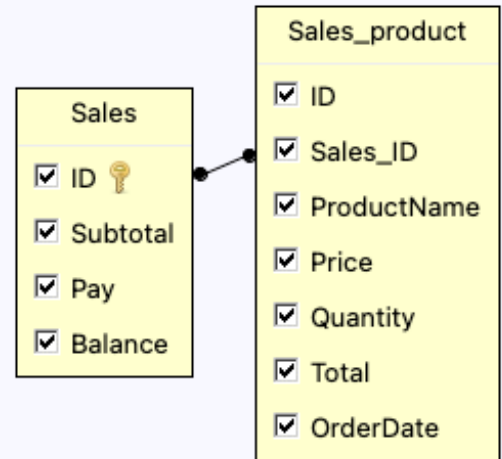 Sales
ID
Subtotal
Pay
Balance
Sales_product
ID
Sales_ID
ProductName
Price
Quantity
Total
OrderDate